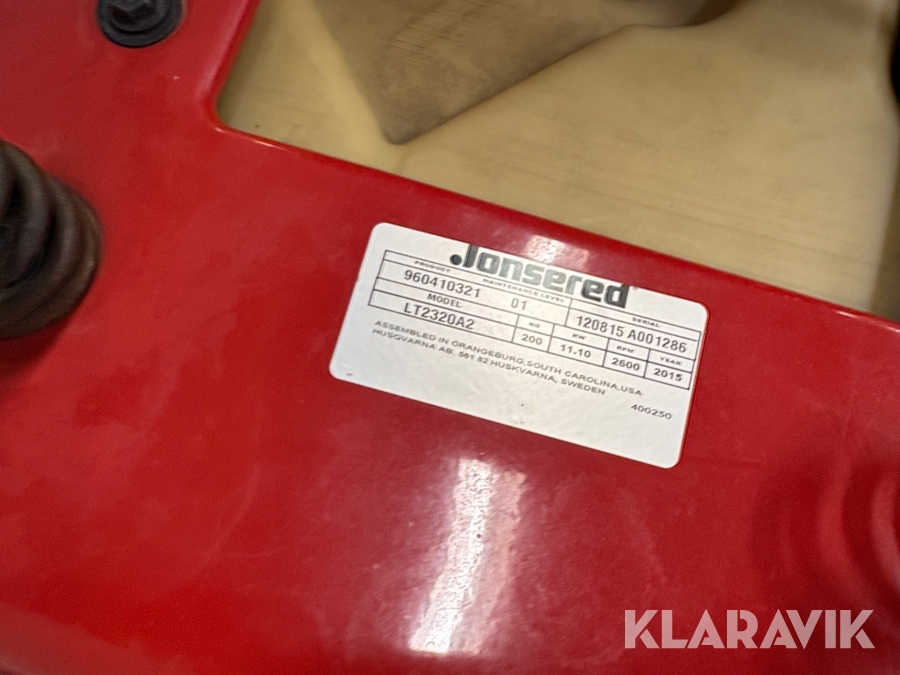 Jonsered
PRODUCT MAINTENANCE LEVEL SERIAL
960410321 01 120815 A001286
MODEL KG KW RPM YEAR
LT2320A2 200 11.10 2600 2015
ASSEMBLED IN ORANGEBURG,SOUTH CAROLINA,USA
HUSQVARNA AB, 561 82 HUSKVARNA, SWEDEN
400250
KLARAVIK